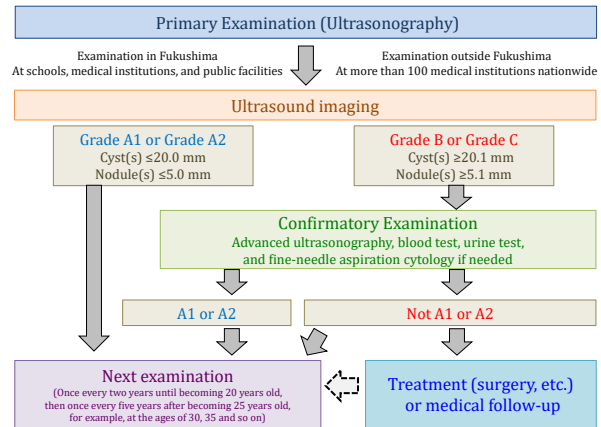 Primary Examination (Ultrasonography)
Examination in Fukushima
At schools, medical institutions, and public facilities
Examination outside Fukushima
At more than 100 medical institutions nationwide
Ultrasound imaging
Grade A1 or Grade A2
Cyst(s) ≤20.0 mm
Nodule(s) ≤5.0 mm
Grade B or Grade C
Cyst(s) ≥20.1 mm
Nodule(s) ≥5.1 mm
Confirmatory Examination
Advanced ultrasonography, blood test, urine test,
and fine-needle aspiration cytology if needed
A1 or A2
Not A1 or A2
Next examination
(Once every two years until becoming 20 years old,
then once every five years after becoming 25 years old,
for example, at the ages of 30, 35 and so on)
Treatment (surgery, etc.)
or medical follow-up